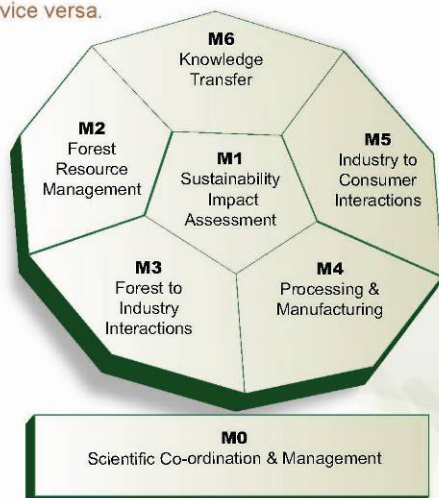 vice versa.
M6
Knowledge
Transfer
M2
Forest
Resource
Management
M1
Sustainability
Impact
Assessment
M5
Industry to
Consumer
Interactions
M3
Forest to
Industry
Interactions
M4
Processing &
Manufacturing
M0
Scientific Co-ordination & Management